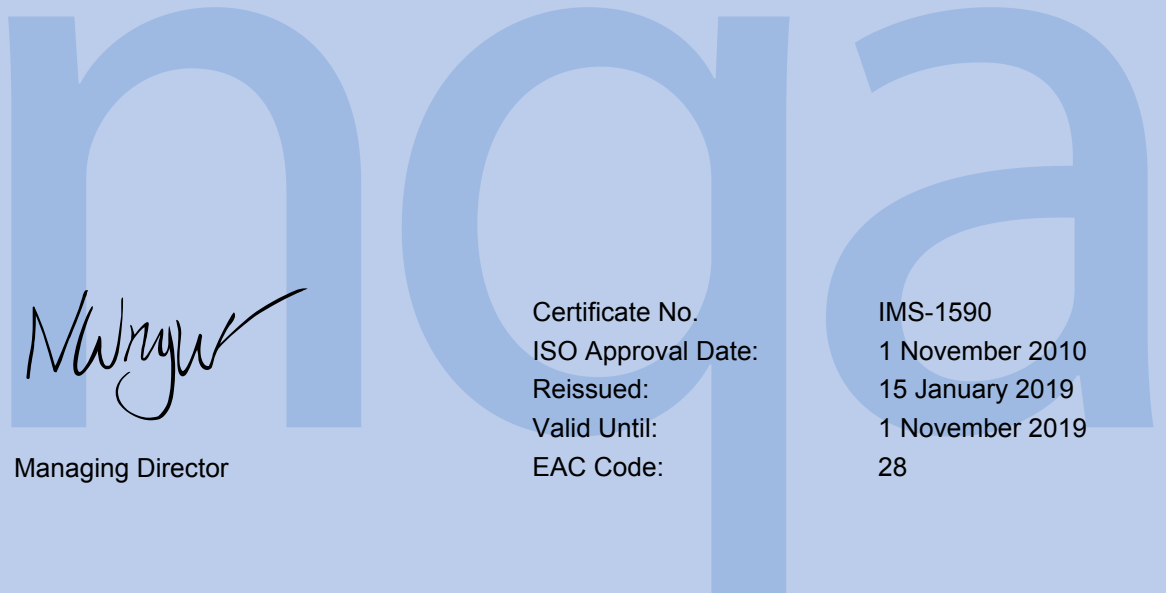 nqa
Certificate No. IMS-1590
ISO Approval Date: 1 November 2010
Reissued: 15 January 2019
Valid Until: 1 November 2019
Managing Director
EAC Code: 28